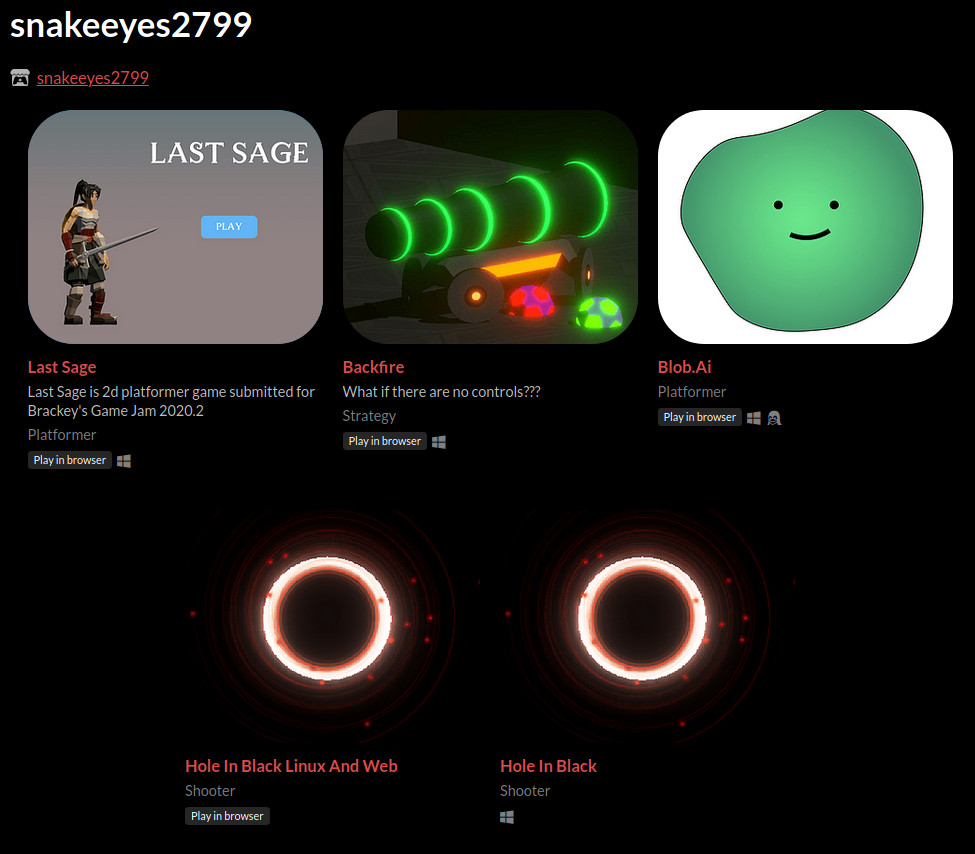 snakeeyes2799
snakeeyes2799
LAST SAGE
PLAY
Last Sage
Last Sage is 2d platformer game submitted for
Brackey's Game Jam 2020.2
Platformer
Play in browser
Backfire
What if there are no controls???
Strategy
Play in browser
Blob.Ai
Platformer
Play in browser
Hole In Black Linux And Web
Shooter
Play in browser
Hole In Black
Shooter